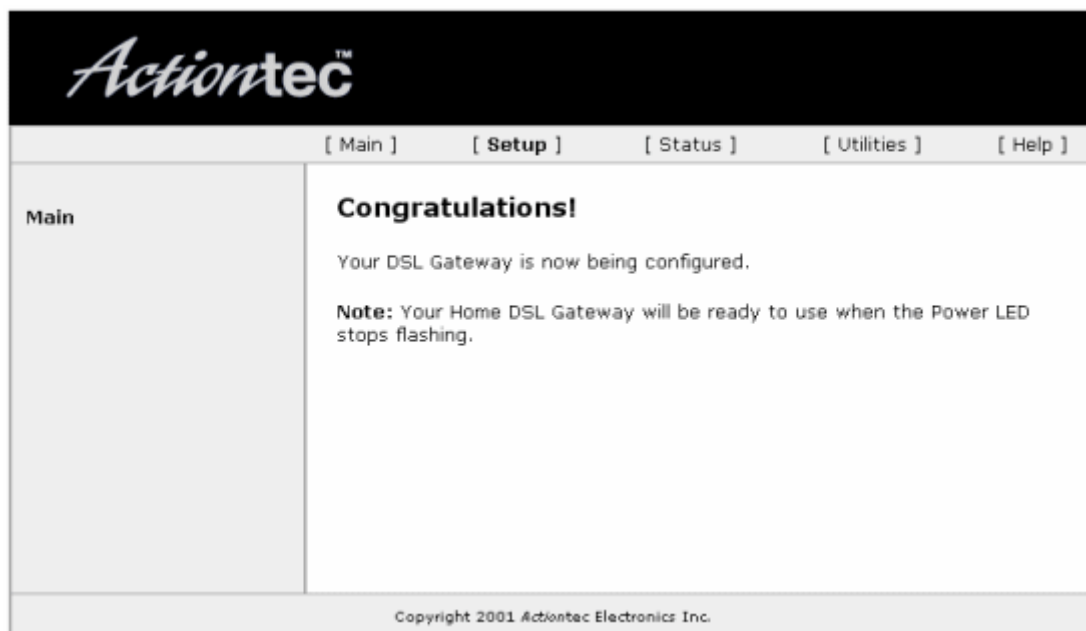 Actiontec™
[ Main ] [ Setup ] [ Status ] [ Utilities ] [ Help ]
Main
Congratulations!
Your DSL Gateway is now being configured.
Note: Your Home DSL Gateway will be ready to use when the Power LED
stops flashing.
Copyright 2001 Actiontec Electronics Inc.